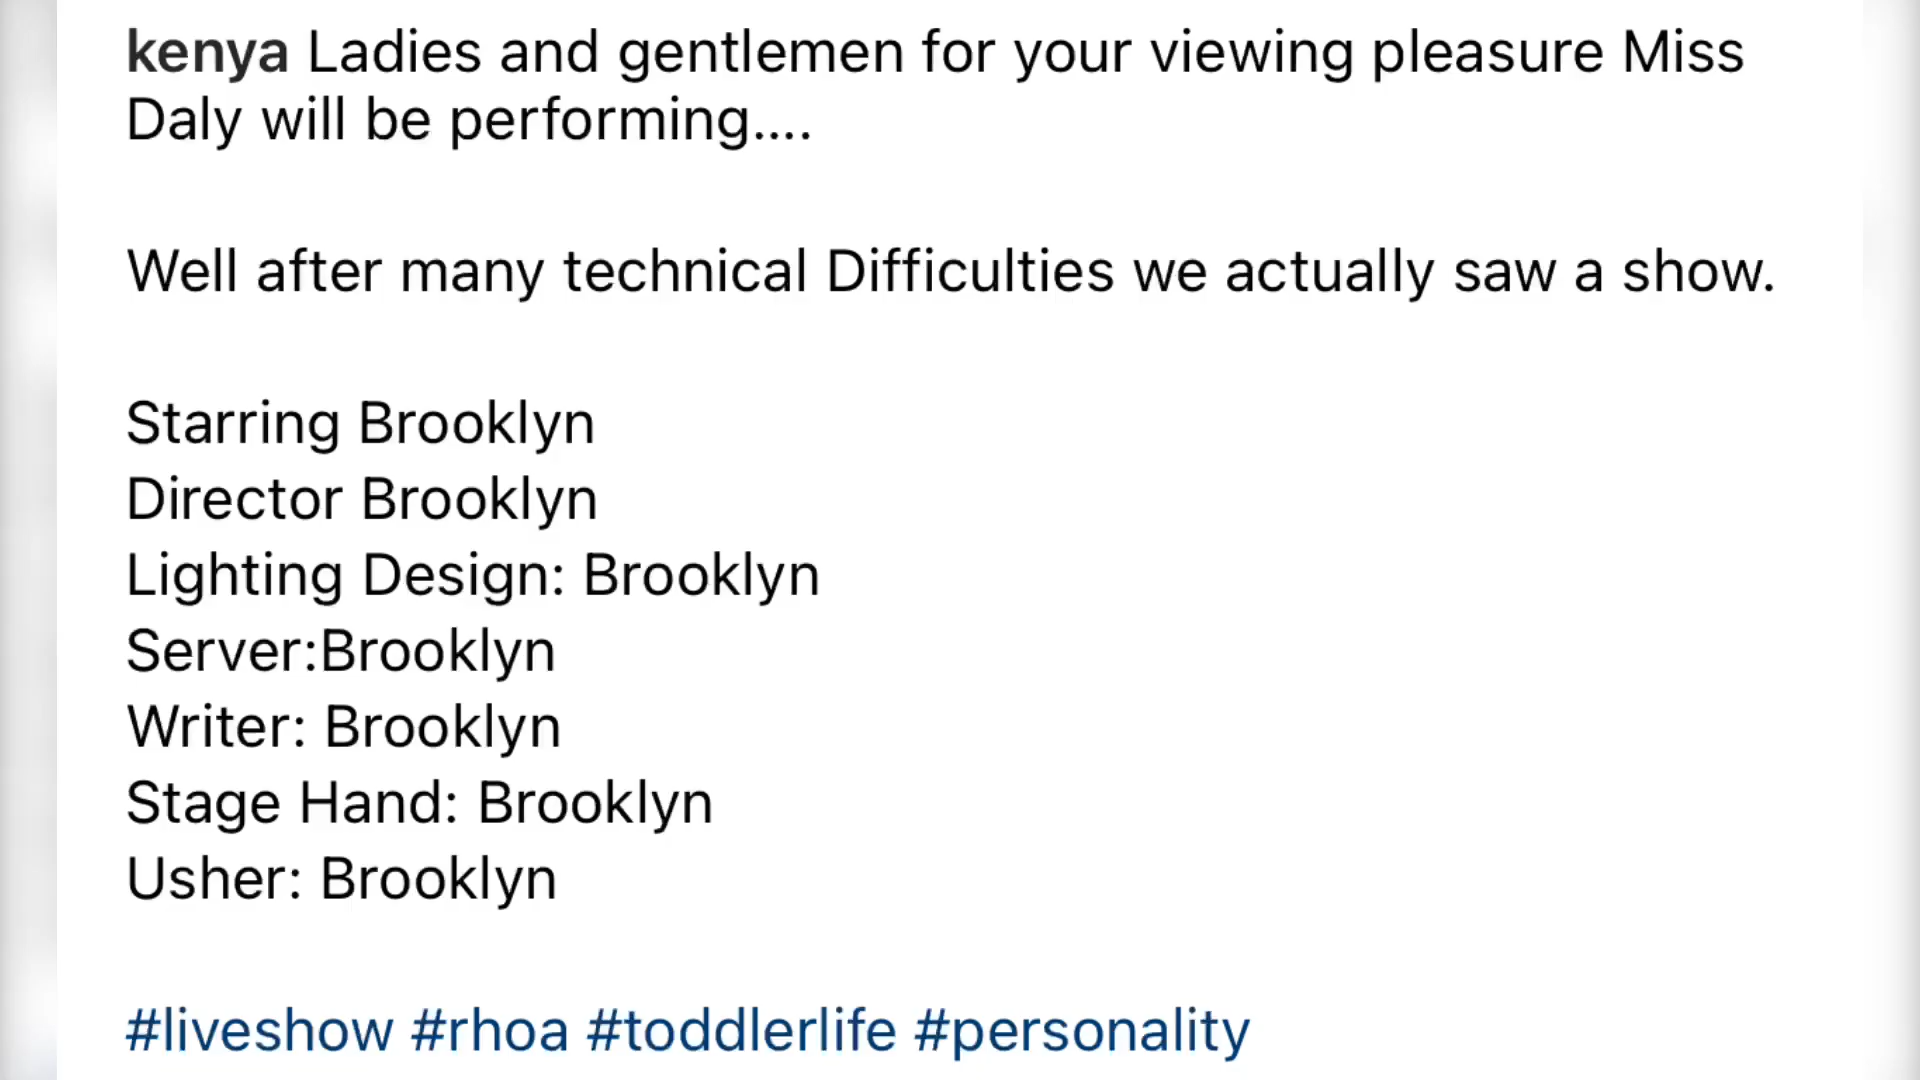 kenya Ladies and gentlemen for your viewing pleasure Miss
Daly will be performing....
Well after many technical Difficulties we actually saw a show.
Starring Brooklyn
Director Brooklyn
Lighting Design: Brooklyn
Server:Brooklyn
Writer: Brooklyn
Stage Hand: Brooklyn
Usher: Brooklyn
#liveshow #rhoa #toddlerlife #personality